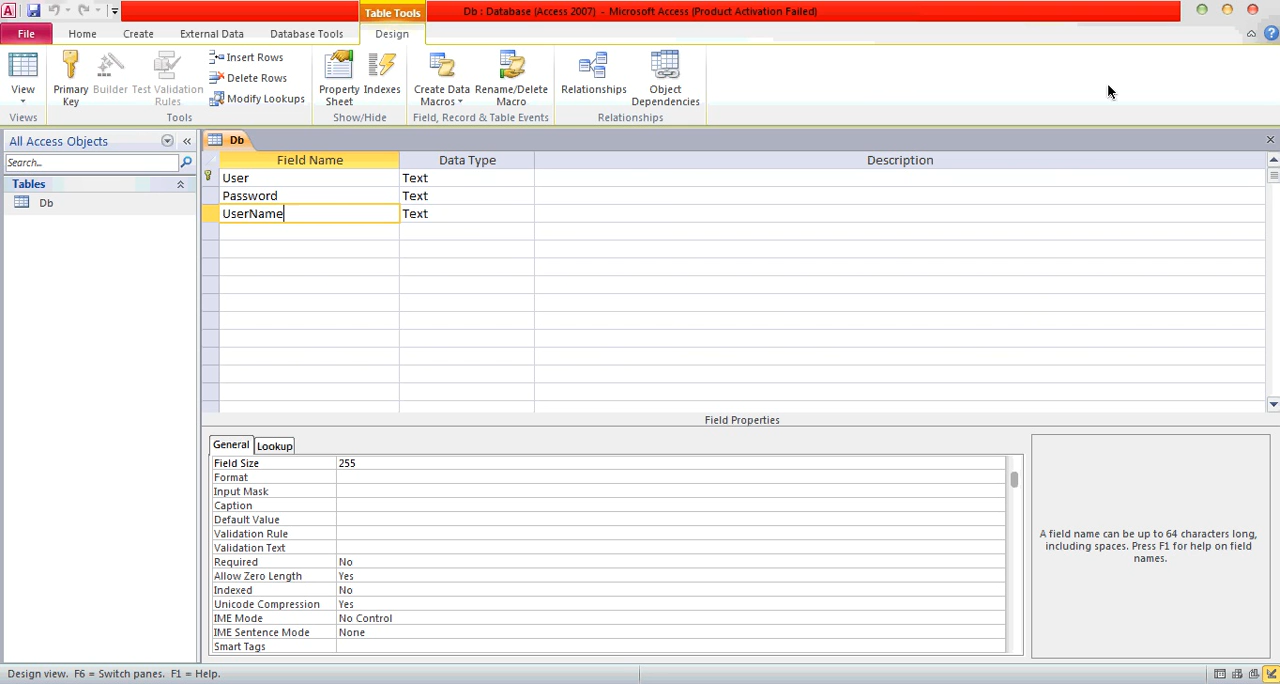 Table Tools
Db : Database (Access 2007) - Microsoft Access (Product Activation Failed)
File Home Create External Data Database Tools Design
View
Views
Primary Key
Builder
Test Validation Rules
Insert Rows
Delete Rows
Modify Lookups
Tools
Property Sheet
Indexes
Show/Hide
Create Data Macros
Rename/Delete Macro
Field, Record & Table Events
Relationships
Object Dependencies
Relationships
All Access Objects
Search...
Tables
Db
Db
Field Name Data Type Description
User Text
Password Text
UserName Text
Field Properties
General Lookup
Field Size 255
Format
Input Mask
Caption
Default Value
Validation Rule
Validation Text
Required No
Allow Zero Length Yes
Indexed No
Unicode Compression Yes
IME Mode No Control
IME Sentence Mode None
Smart Tags
A field name can be up to 64 characters long,
including spaces. Press F1 for help on field
names.
Design view. F6 = Switch panes. F1 = Help.